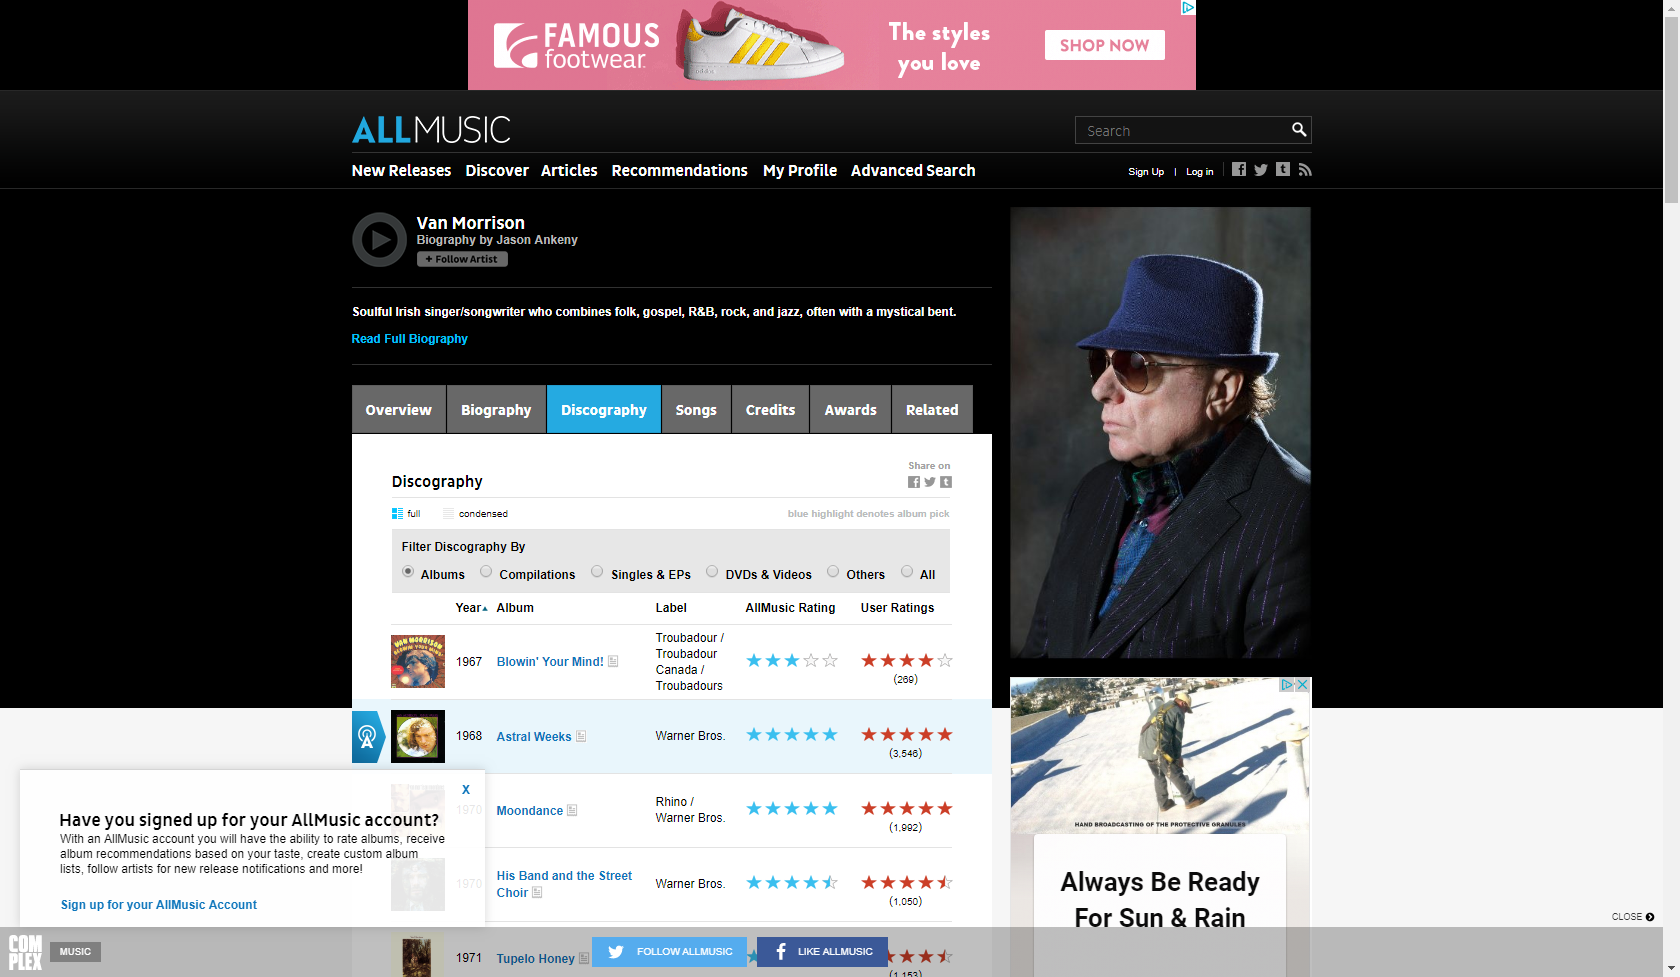 FAMOUS
footwear.
The styles
you love
SHOP NOW
ALLMUSIC
Search
New Releases Discover Articles Recommendations My Profile Advanced Search
Sign Up | Log in
Van Morrison
Biography by Jason Ankeny
+ Follow Artist
Soulful Irish singer/songwriter who combines folk, gospel, R&B, rock, and jazz, often with a mystical bent.
Read Full Biography
Overview Biography Discography Songs Credits Awards Related
Share on
Discography
full condensed blue highlight denotes album pick
Filter Discography By
Albums Compilations Singles & EPs DVDs & Videos Others All
Year Album Label AllMusic Rating User Ratings
VAN MORRISON
BLOWIN' YOUR MIND!
1967 Blowin' Your Mind!
Troubadour /
Troubadour
Canada /
Troubadours
(269)
1968 Astral Weeks Warner Bros.
(3,546)
1970 Moondance
Rhino /
Warner Bros.
(1,992)
1970
His Band and the Street
Choir
Warner Bros.
(1,050)
1971 Tupelo Honey
(1,153)
X
Have you signed up for your AllMusic account?
With an AllMusic account you will have the ability to rate albums, receive
album recommendations based on your taste, create custom album
lists, follow artists for new release notifications and more!
Sign up for your AllMusic Account
HAND BROADCASTING OF THE PROTECTIVE GRANULES
Always Be Ready
For Sun & Rain
CLOSE
COM
PLEX
MUSIC
FOLLOW ALLMUSIC
LIKE ALLMUSIC